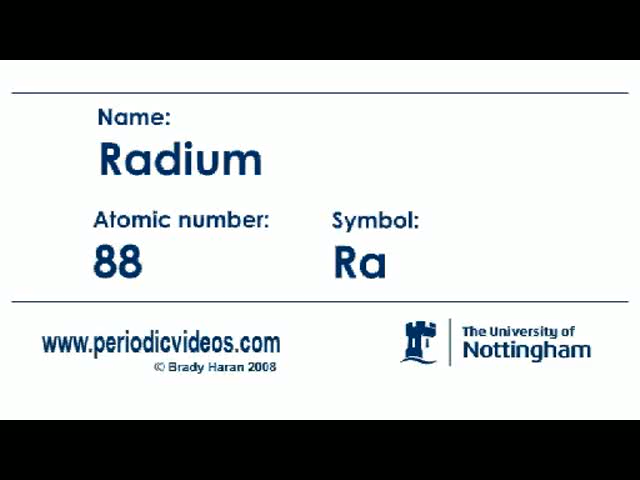 Name:
Radium
Atomic number:
88
Symbol:
Ra
www.periodicvideos.com
© Brady Haran 2008
The University of
Nottingham